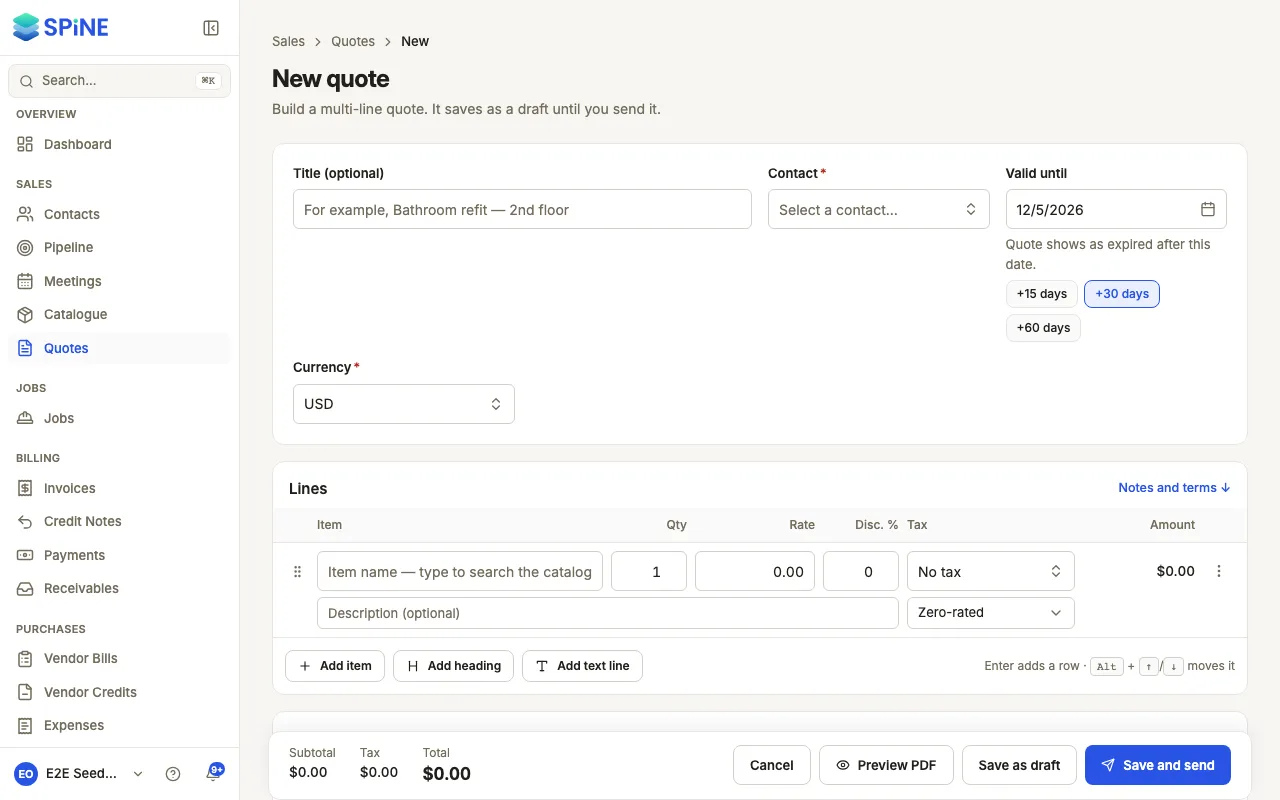 SPiNE
Search...
⌘K
OVERVIEW
Dashboard
SALES
Contacts
Pipeline
Meetings
Catalogue
Quotes
JOBS
Jobs
BILLING
Invoices
Credit Notes
Payments
Receivables
PURCHASES
Vendor Bills
Vendor Credits
Expenses
EO
E2E Seed...
9+
Sales > Quotes > New
New quote
Build a multi-line quote. It saves as a draft until you send it.
Title (optional)
For example, Bathroom refit — 2nd floor
Contact*
Select a contact...
Valid until
12/5/2026
Quote shows as expired after this
date.
+15 days
+30 days
+60 days
Currency*
USD
Lines
Notes and terms ↓
Item Qty Rate Disc. % Tax Amount
Item name — type to search the catalog 1 0.00 0 No tax $0.00
Description (optional) Zero-rated
+ Add item
H Add heading
T Add text line
Enter adds a row · Alt + ↑ / ↓ moves it
Subtotal Tax Total
$0.00 $0.00 $0.00
Cancel
Preview PDF
Save as draft
Save and send